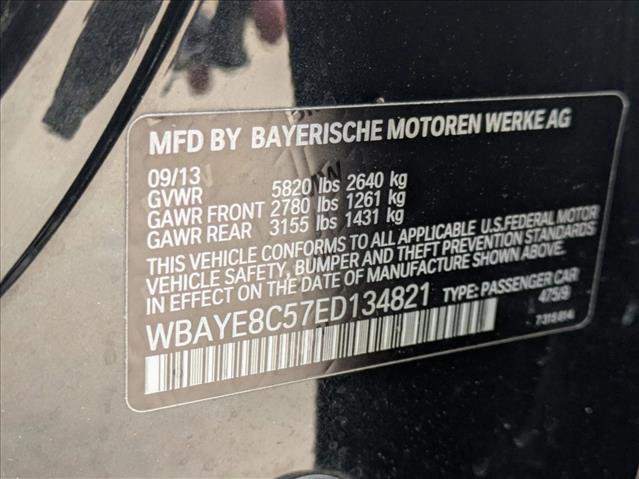 MFD BY BAYERISCHE MOTOREN WERKE AG
09/13
GVWR 5820 lbs 2640 kg
GAWR FRONT 2780 lbs 1261 kg
GAWR REAR 3155 lbs 1431 kg
THIS VEHICLE CONFORMS TO ALL APPLICABLE U.S.FEDERAL MOTOR
VEHICLE SAFETY, BUMPER AND THEFT PREVENTION STANDARDS
IN EFFECT ON THE DATE OF MANUFACTURE SHOWN ABOVE.
WBAYE8C57ED134821 TYPE: PASSENGER CAR
475/9